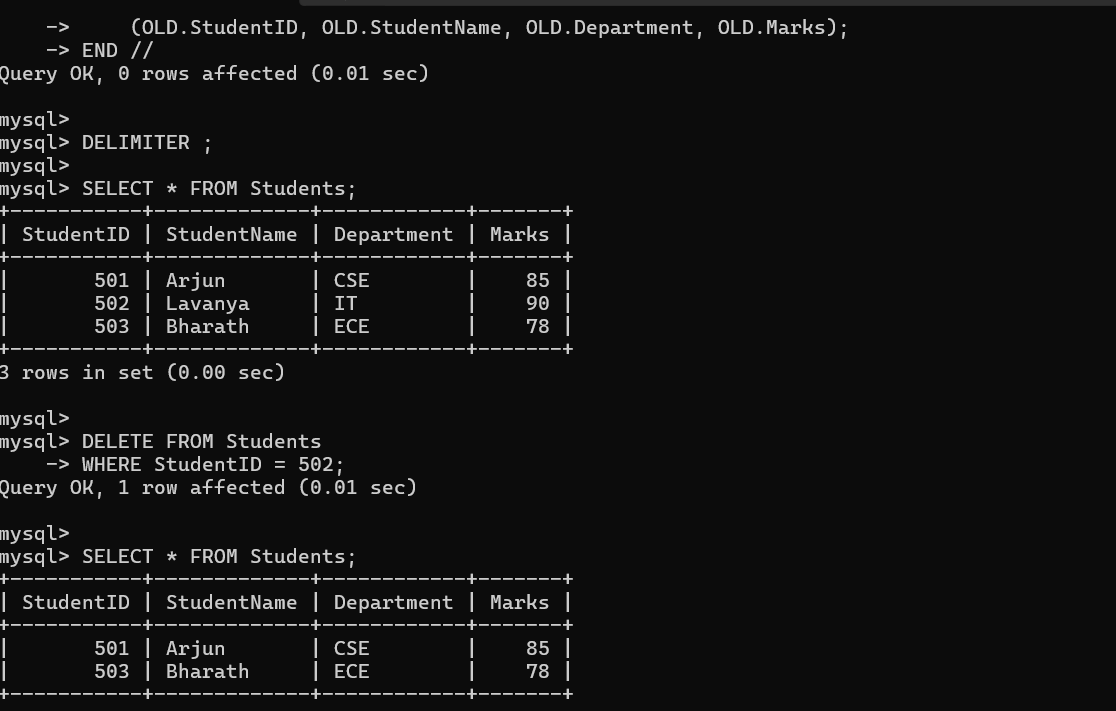 ->     (OLD.StudentID, OLD.StudentName, OLD.Department, OLD.Marks);
    -> END //
Query OK, 0 rows affected (0.01 sec)

mysql>
mysql> DELIMITER ;
mysql>
mysql> SELECT * FROM Students;
+-----------+-------------+------------+-------+
| StudentID | StudentName | Department | Marks |
+-----------+-------------+------------+-------+
|       501 | Arjun       | CSE        |    85 |
|       502 | Lavanya     | IT         |    90 |
|       503 | Bharath     | ECE        |    78 |
+-----------+-------------+------------+-------+
3 rows in set (0.00 sec)

mysql>
mysql> DELETE FROM Students
    -> WHERE StudentID = 502;
Query OK, 1 row affected (0.01 sec)

mysql>
mysql> SELECT * FROM Students;
+-----------+-------------+------------+-------+
| StudentID | StudentName | Department | Marks |
+-----------+-------------+------------+-------+
|       501 | Arjun       | CSE        |    85 |
|       503 | Bharath     | ECE        |    78 |
+-----------+-------------+------------+-------+